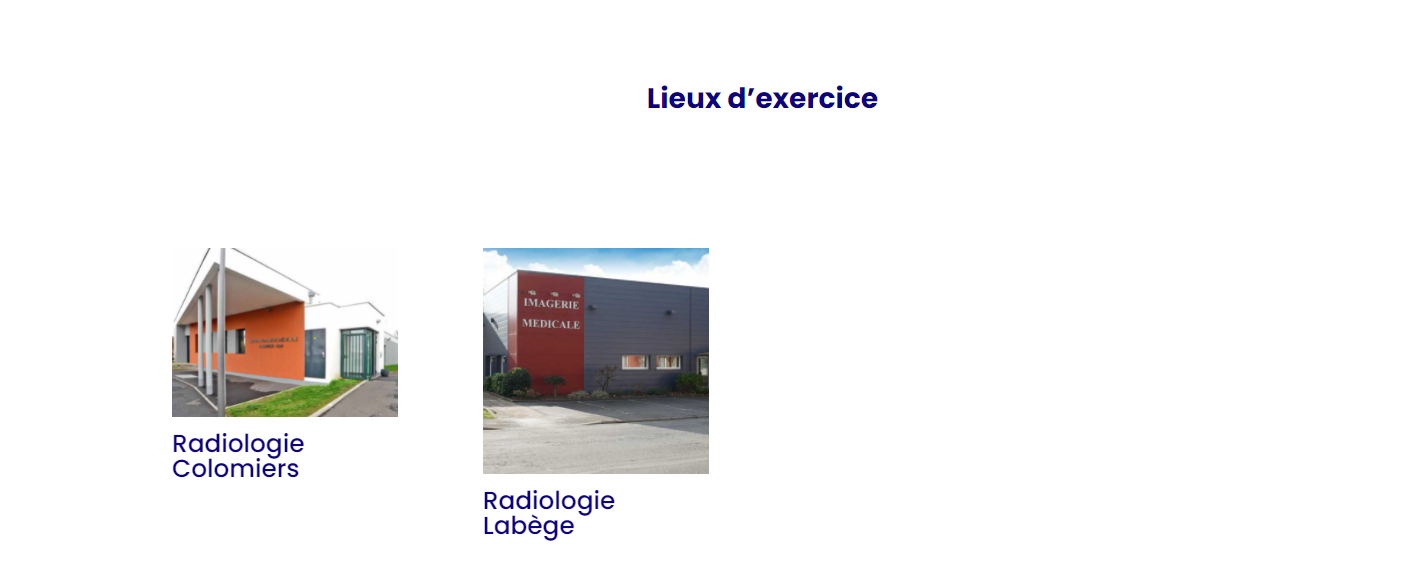 Lieux d’exercice
IMAGERIE
MEDICALE
Radiologie
Colomiers
Radiologie
Labège